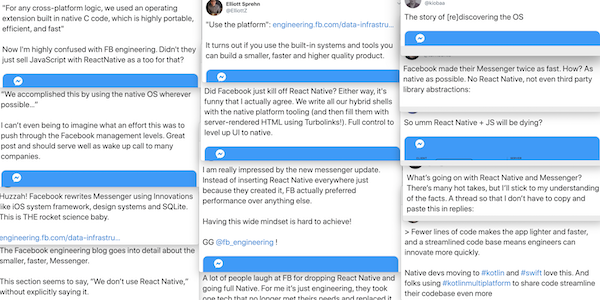 “For any cross-platform logic, we used an operating
extension built in native C code, which is highly portable,
efficient, and fast”
Now I’m highly confused with FB engineering. Didn’t they
just sell JavaScript with ReactNative as a too for that?
“We accomplished this by using the native OS wherever
possible...”
I can’t even being to imagine what an effort this was to
push through the Facebook management levels. Great
post and should serve well as wake up call to many
companies.
Huzzah! Facebook rewrites Messenger using Innovations
like iOS system framework, design systems and SQLite.
This is THE rocket science baby.
engineering.fb.com/data-infrastru...
The Facebook engineering blog goes into detail about the
smaller, faster, Messenger.
This section seems to say, “We don’t use React Native,”
without explicitly saying it.
Elliott Sprehn
@ElliottZ
"Use the platform": engineering.fb.com/data-infrastru...
It turns out if you use the built-in systems and tools you
can build a smaller, faster and higher quality product.
Did Facebook just kill off React Native? Either way, it's
funny that I actually agree. We write all our hybrid shells
with the native platform tooling (and then fill them with
server-rendered HTML using Turbolinks!). Full control to
level up UI to native.
I am really impressed by the new messenger update.
Instead of inserting React Native everywhere just
because they created it, FB actually preferred
performance over anything else.
Having this wide mindset is hard to achieve!
GG @fb_engineering !
A lot of people laugh at FB for dropping React Native and
going full Native. For me it's just engineering, they took
one tech that no longer met their needs and replaced it
@kiobaa
The story of [re]discovering the OS
Facebook made their Messenger twice as fast. How? As
native as possible. No React Native, not even third party
library abstractions:
So umm React Native + JS will be dying?
What's going on with React Native and Messenger?
There's many hot takes, but I'll stick to my understanding
of the facts. A thread so that I don't have to copy and
paste this in replies:
> Fewer lines of code makes the app lighter and faster,
and a streamlined code base means engineers can
innovate more quickly.
Native devs moving to #kotlin and #swift love this. And
folks using #kotlinmultiplatform to share code streamline
their codebase even more